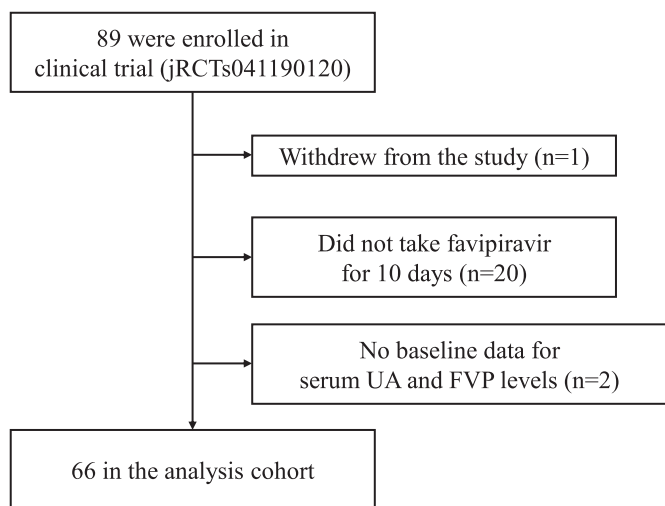 89 were enrolled in
clinical trial (jRCTs041190120)
Withdrew from the study (n=1)
Did not take favipiravir
for 10 days (n=20)
No baseline data for
serum UA and FVP levels (n=2)
66 in the analysis cohort